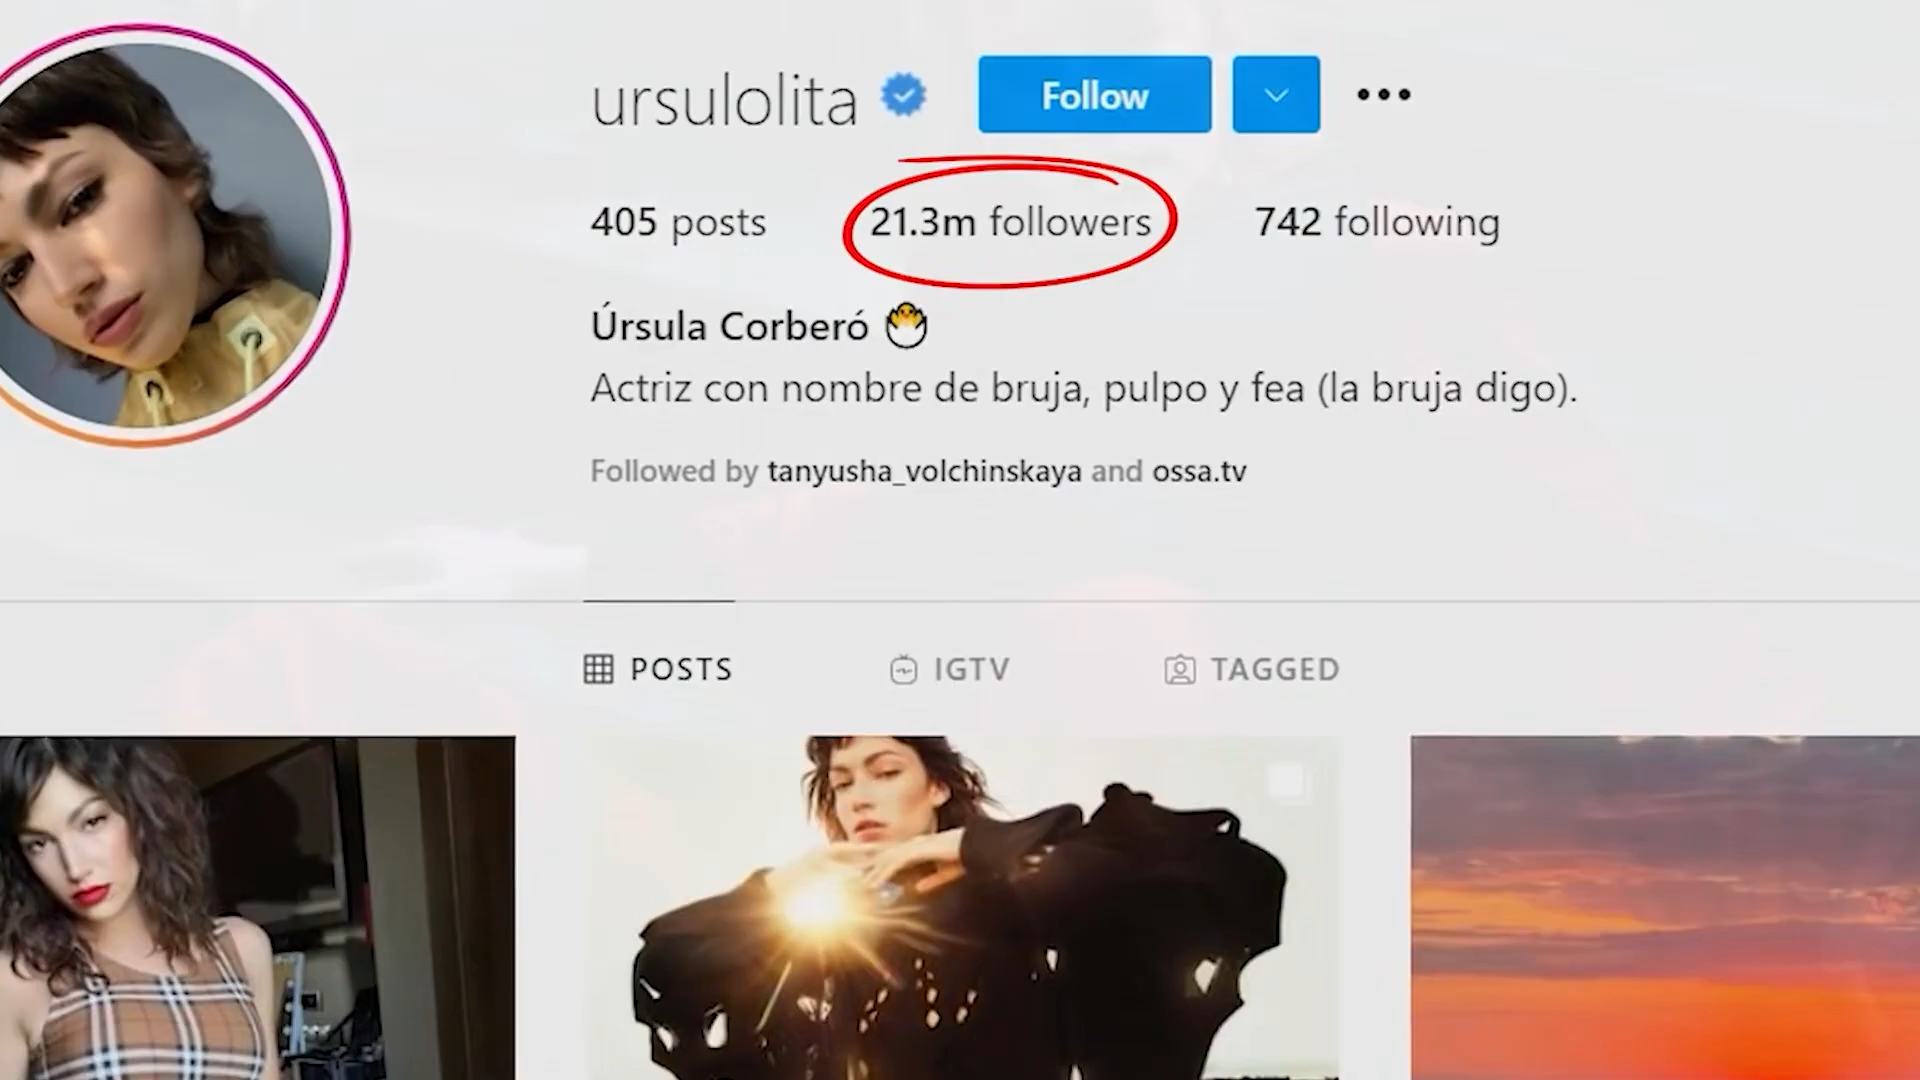 ursulolita Follow
405 posts 21.3m followers 742 following
Úrsula Corberó
Actriz con nombre de bruja, pulpo y fea (la bruja digo).
Followed by tanyusha_volchinskaya and ossa.tv
POSTS IGTV TAGGED